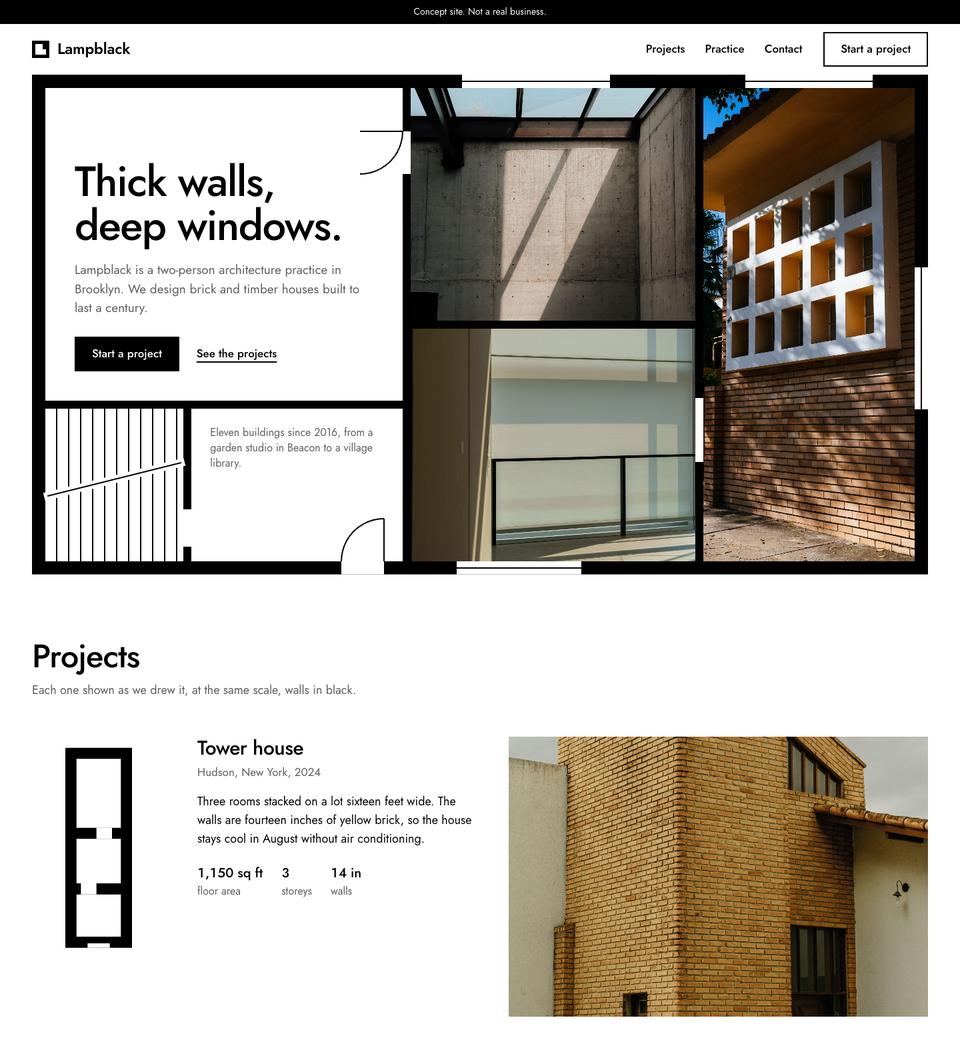 Concept site. Not a real business.
Lampblack
Projects
Practice
Contact
Start a project
Thick walls,
deep windows.
Lampblack is a two-person architecture practice in
Brooklyn. We design brick and timber houses built to
last a century.
Start a project
See the projects
Eleven buildings since 2016, from a
garden studio in Beacon to a village
library.
Projects
Each one shown as we drew it, at the same scale, walls in black.
Tower house
Hudson, New York, 2024
Three rooms stacked on a lot sixteen feet wide. The
walls are fourteen inches of yellow brick, so the house
stays cool in August without air conditioning.
1,150 sq ft
floor area
3
storeys
14 in
walls